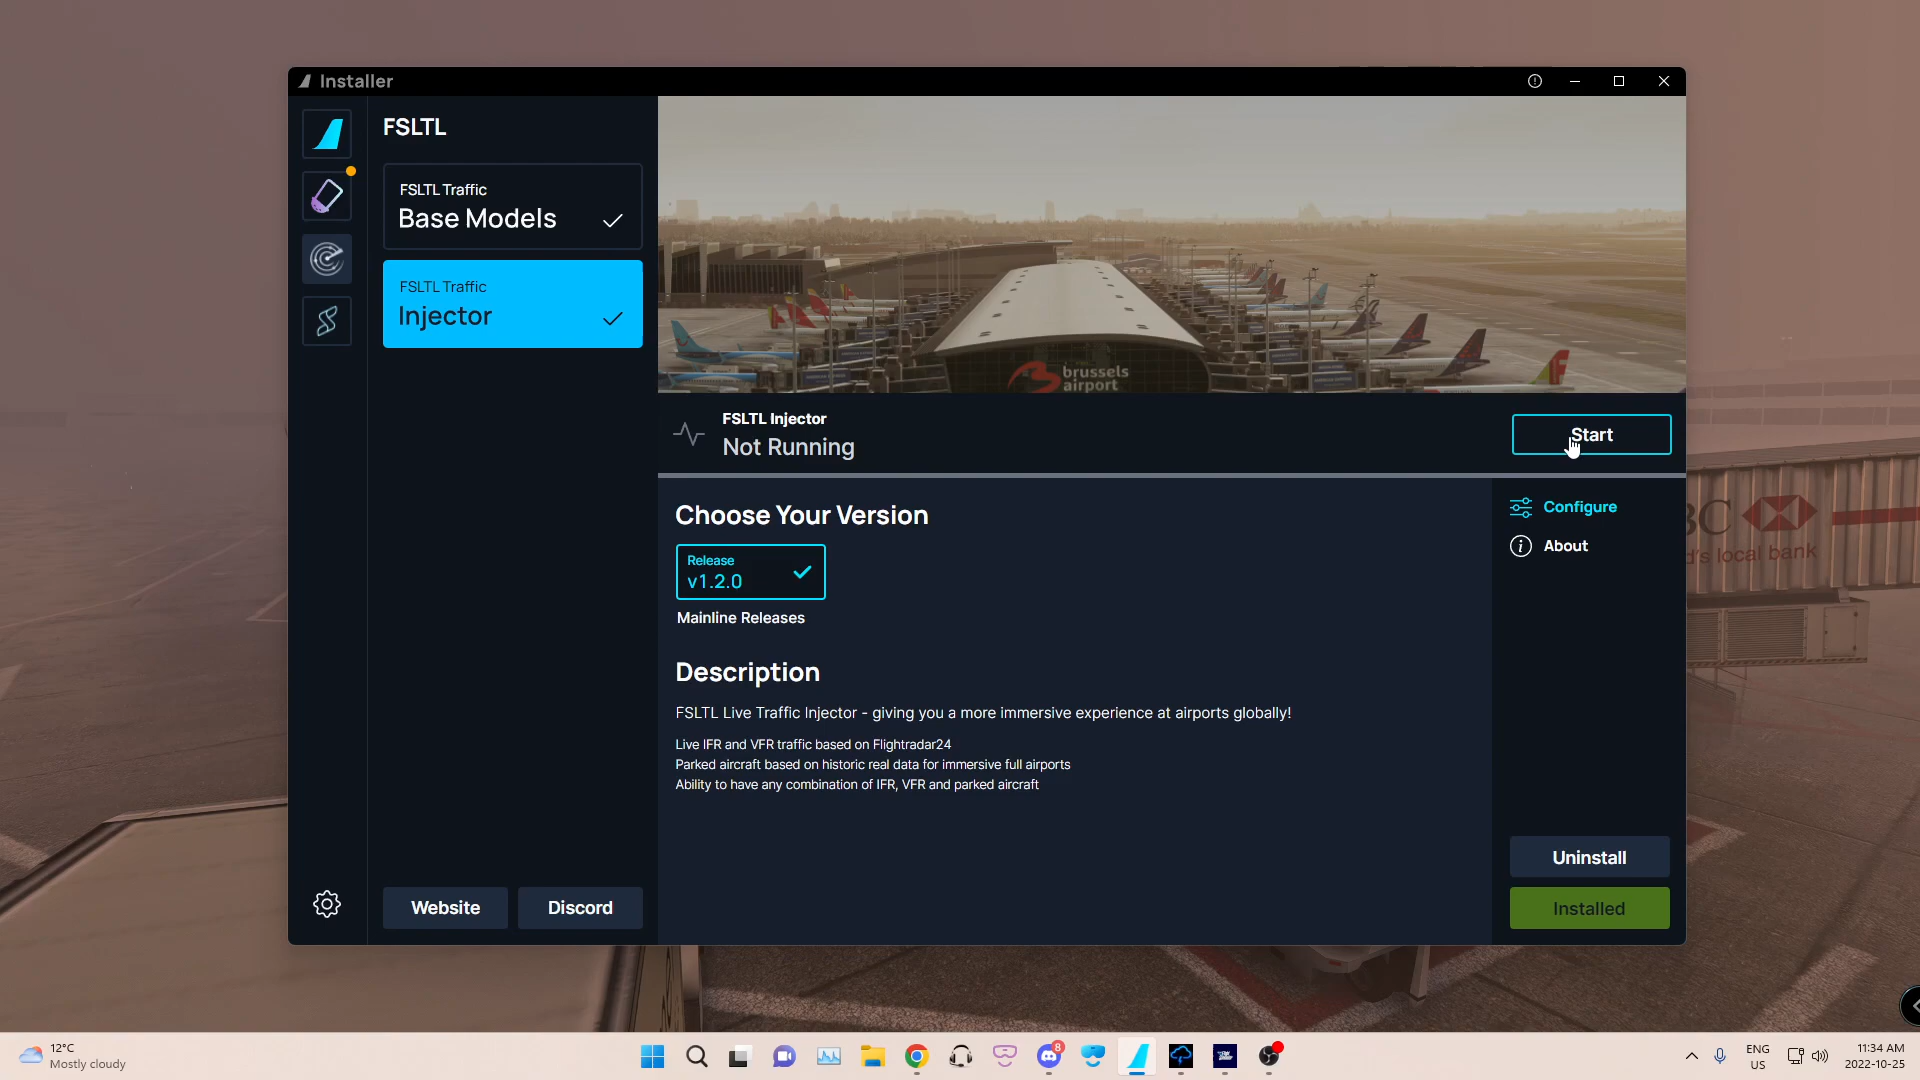 Installer
FSLTL
FSLTL Traffic
Base Models
FSLTL Traffic
Injector
brussels
airport
FSLTL Injector
Not Running
Start
Choose Your Version
Release
v1.2.0
Mainline Releases
Configure
About
Description
FSLTL Live Traffic Injector - giving you a more immersive experience at airports globally!
Live IFR and VFR traffic based on Flightradar24
Parked aircraft based on historic real data for immersive full airports
Ability to have any combination of IFR, VFR and parked aircraft
Uninstall
Installed
Website
Discord
BC
d's local bank
12°C
Mostly cloudy
8
ENG
US
11:34 AM
2022-10-25